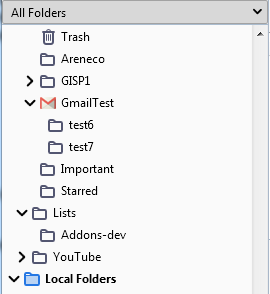 All Folders
Trash
Areneco
GISP1
GmailTest
test6
test7
Important
Starred
Lists
Addons-dev
YouTube
Local Folders